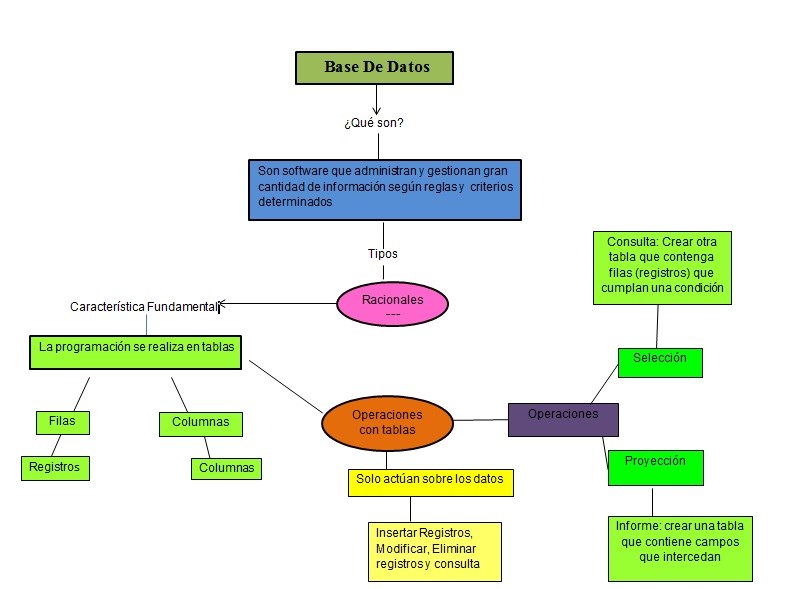 Base De Datos
¿Qué son?
Son software que administran y gestionan gran
cantidad de información según reglas y criterios
determinados
Tipos
Racionales
---
Característica Fundamental
La programación se realiza en tablas
Filas
Registros
Columnas
Columnas
Operaciones
con tablas
Solo actúan sobre los datos
Insertar Registros,
Modificar, Eliminar
registros y consulta
Operaciones
Consulta: Crear otra
tabla que contenga
filas (registros) que
cumplan una condición
Selección
Proyección
Informe: crear una tabla
que contiene campos
que intercedan